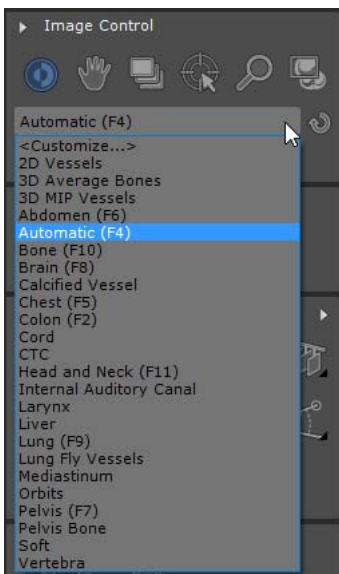 Image Control
Automatic (F4)
<Customize...>
2D Vessels
3D Average Bones
3D MIP Vessels
Abdomen (F6)
Automatic (F4)
Bone (F10)
Brain (F8)
Calcified Vessel
Chest (F5)
Colon (F2)
Cord
CTC
Head and Neck (F11)
Internal Auditory Canal
Larynx
Liver
Lung (F9)
Lung Fly Vessels
Mediastinum
Orbits
Pelvis (F7)
Pelvis Bone
Soft
Vertebra